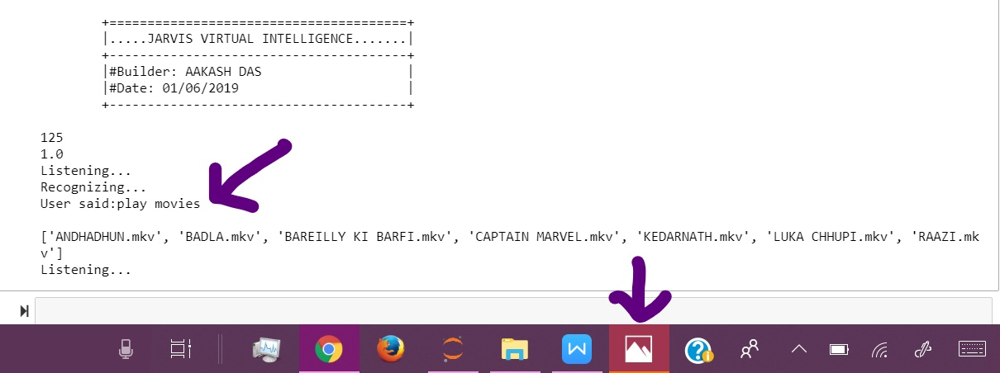 +=======================================+
|.....JARVIS VIRTUAL INTELLIGENCE.......|
+---------------------------------------+
|#Builder: AAKASH DAS                   |
|#Date: 01/06/2019                      |
+---------------------------------------+
125
1.0
Listening...
Recognizing...
User said:play movies
['ANDHADHUN.mkv', 'BADLA.mkv', 'BAREILLY KI BARFI.mkv', 'CAPTAIN MARVEL.mkv', 'KEDARNATH.mkv', 'LUKA CHHUPI.mkv', 'RAAZI.mk
v']
Listening...